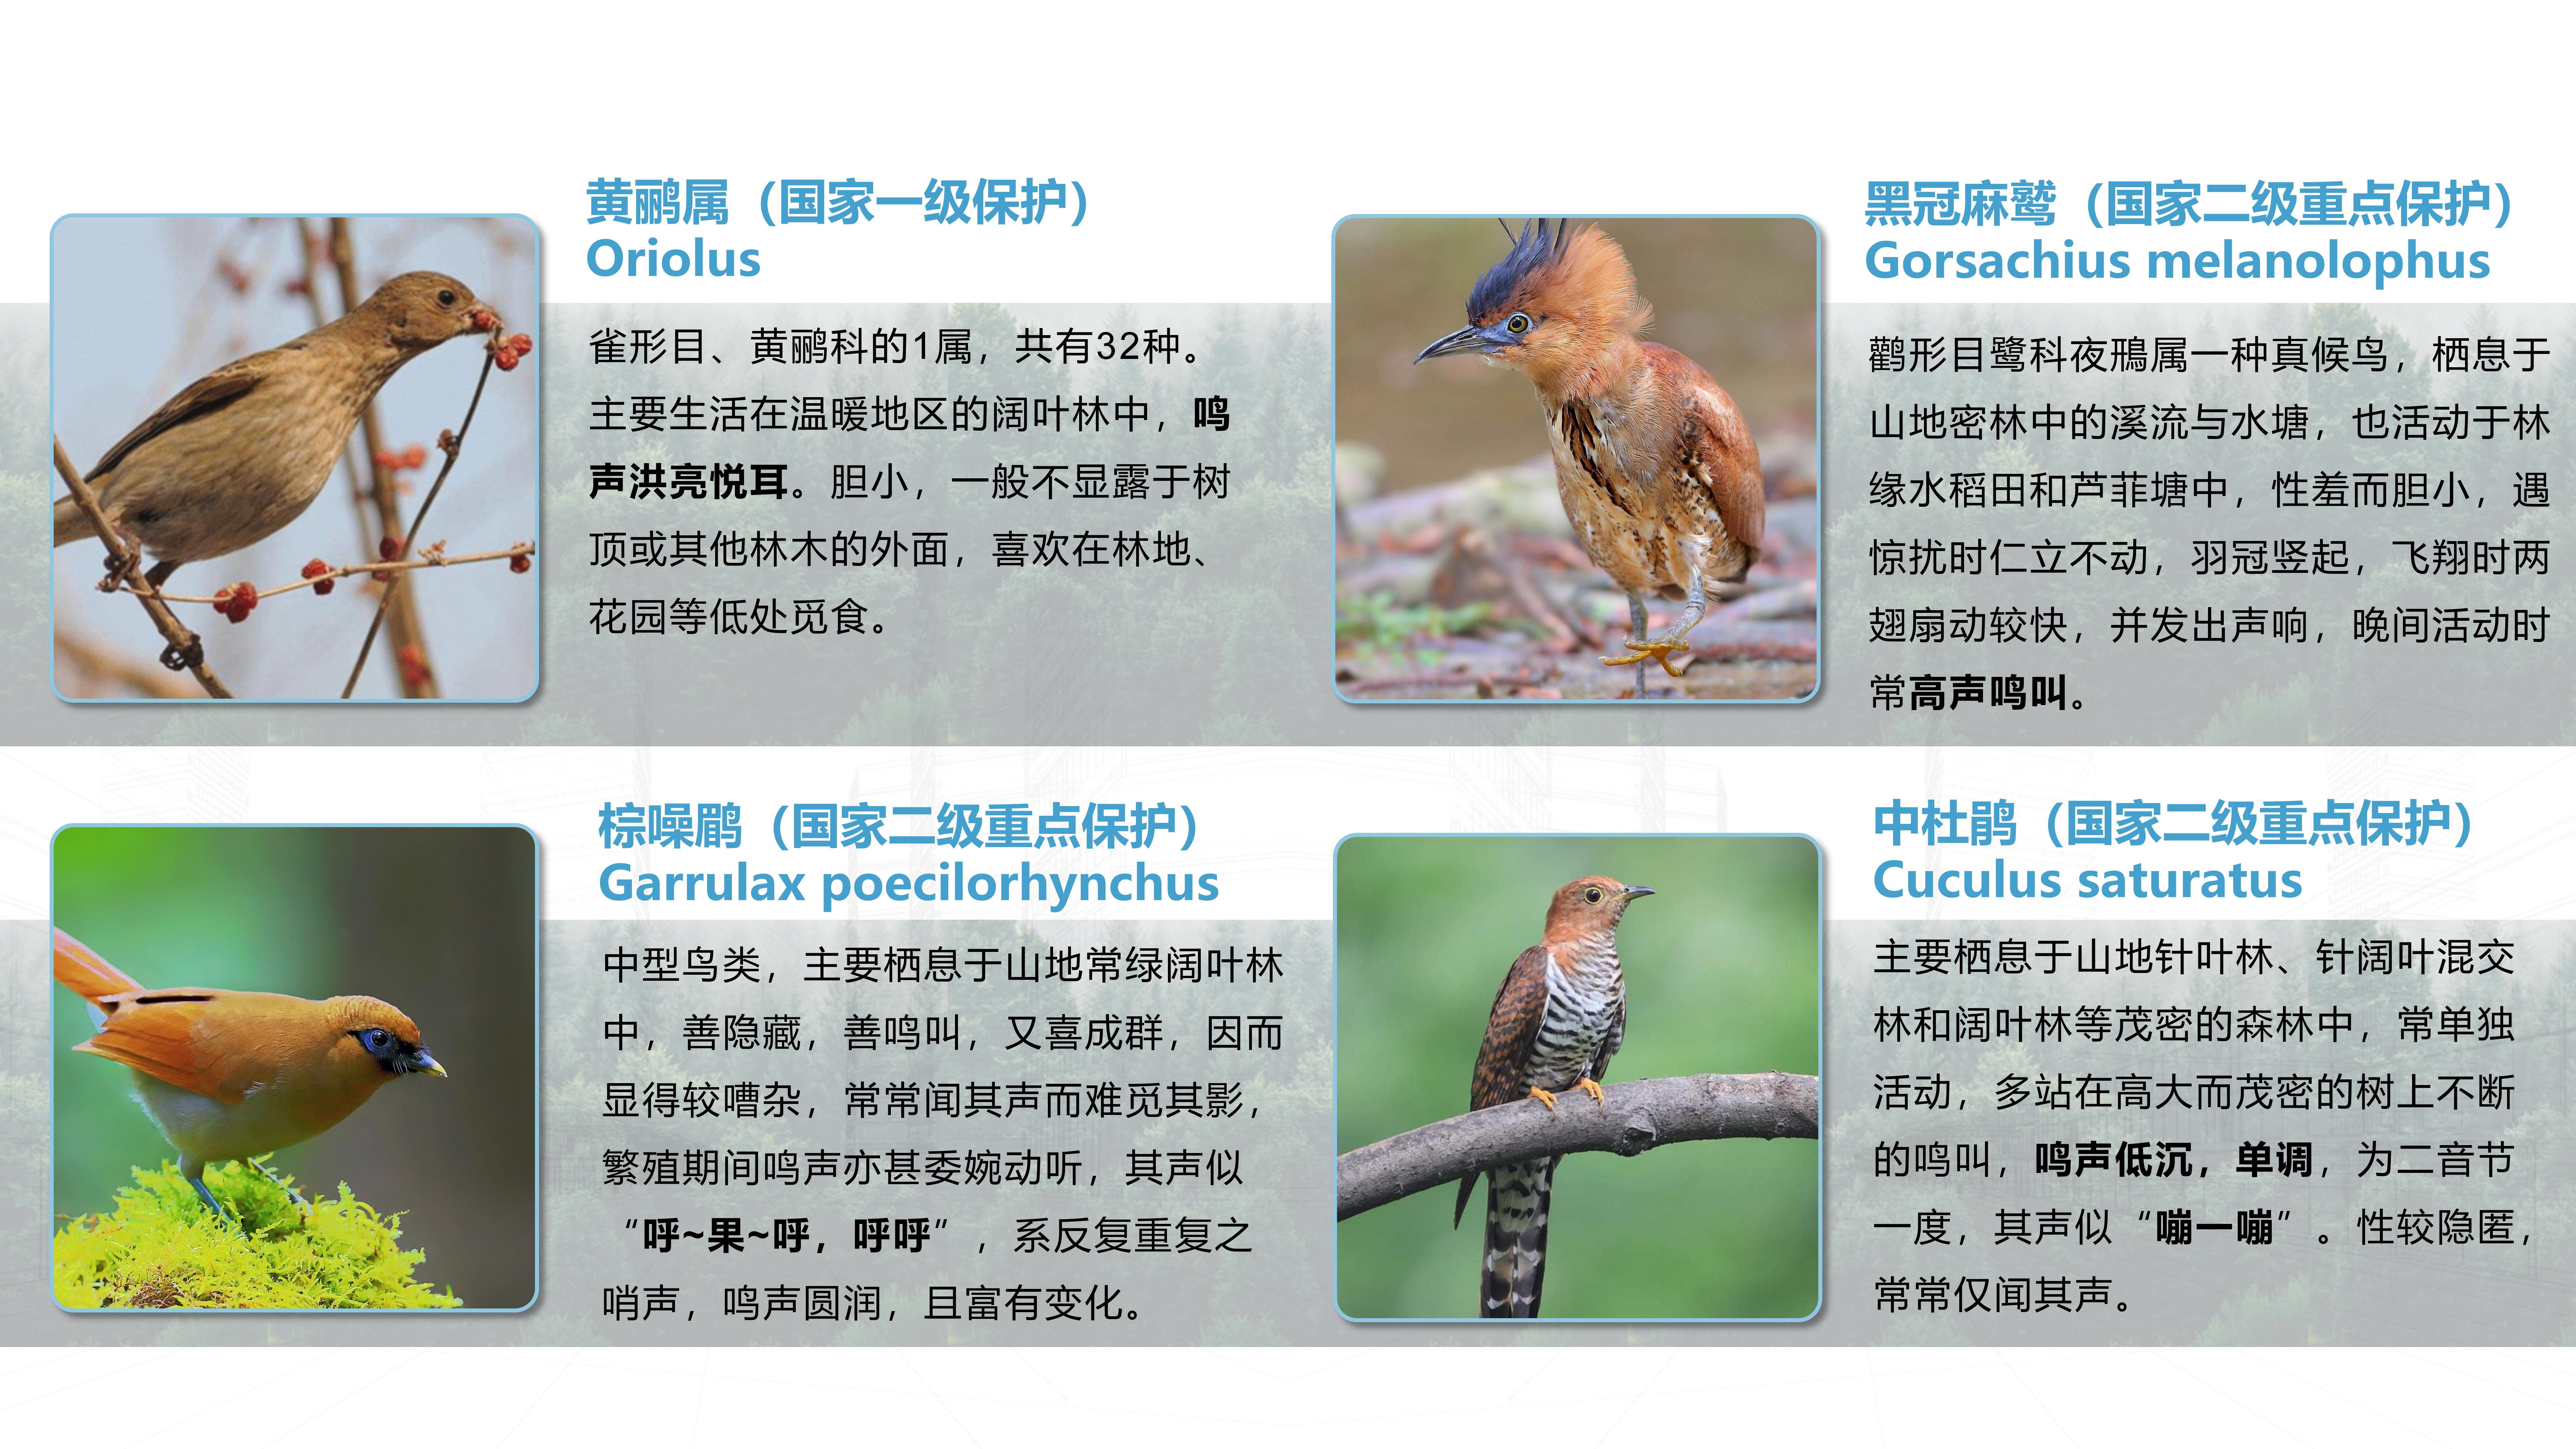 黄鹂属（国家一级保护）
Oriolus
雀形目、黄鹂科的1属，共有32种。
主要生活在温暖地区的阔叶林中，鸣
声洪亮悦耳。胆小，一般不显露于树
顶或其他林木的外面，喜欢在林地、
花园等低处觅食。
黑冠麻鹭（国家二级重点保护）
Gorsachius melanolophus
鹳形目鹭科夜鳽属一种真候鸟，栖息于
山地密林中的溪流与水塘，也活动于林
缘水稻田和芦菲塘中，性羞而胆小，遇
惊扰时仁立不动，羽冠竖起，飞翔时两
翅扇动较快，并发出声响，晚间活动时
常高声鸣叫。
棕噪鹛（国家二级重点保护）
Garrulax poecilorhynchus
中型鸟类，主要栖息于山地常绿阔叶林
中，善隐藏，善鸣叫，又喜成群，因而
显得较嘈杂，常常闻其声而难觅其影，
繁殖期间鸣声亦甚委婉动听，其声似
“呼~果~呼，呼呼”，系反复重复之
哨声，鸣声圆润，且富有变化。
中杜鹃（国家二级重点保护）
Cuculus saturatus
主要栖息于山地针叶林、针阔叶混交
林和阔叶林等茂密的森林中，常单独
活动，多站在高大而茂密的树上不断
的鸣叫，鸣声低沉，单调，为二音节
一度，其声似“嘣一嘣”。性较隐匿，
常常仅闻其声。